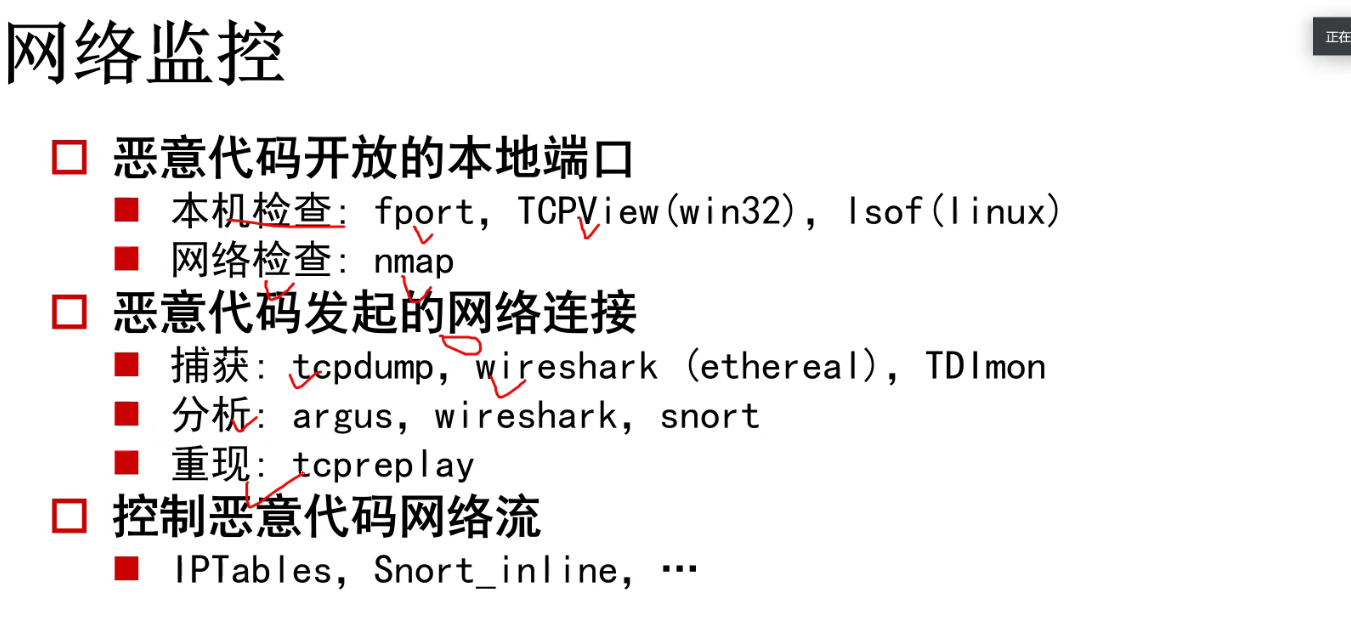 网络监控
正在
恶意代码开放的本地端口
本机检查: fport, TCPView(win32), lsof(linux)
网络检查: nmap
恶意代码发起的网络连接
捕获: tcpdump, wireshark (ethereal), TDImon
分析: argus, wireshark, snort
重现: tcpreplay
控制恶意代码网络流
IPTables, Snort_inline, …